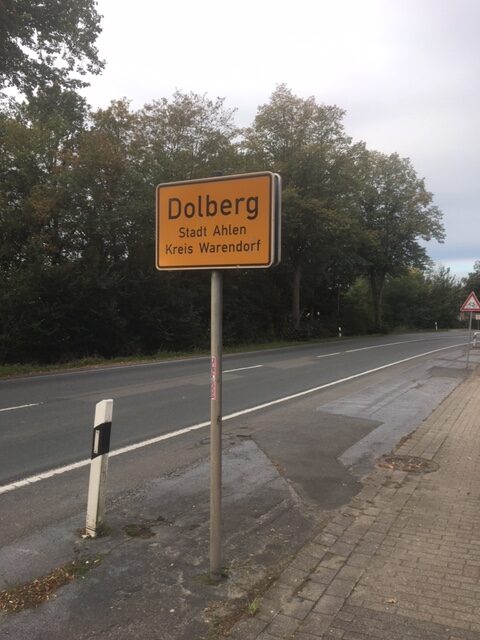 Dolberg
Stadt Ahlen
Kreis Warendorf